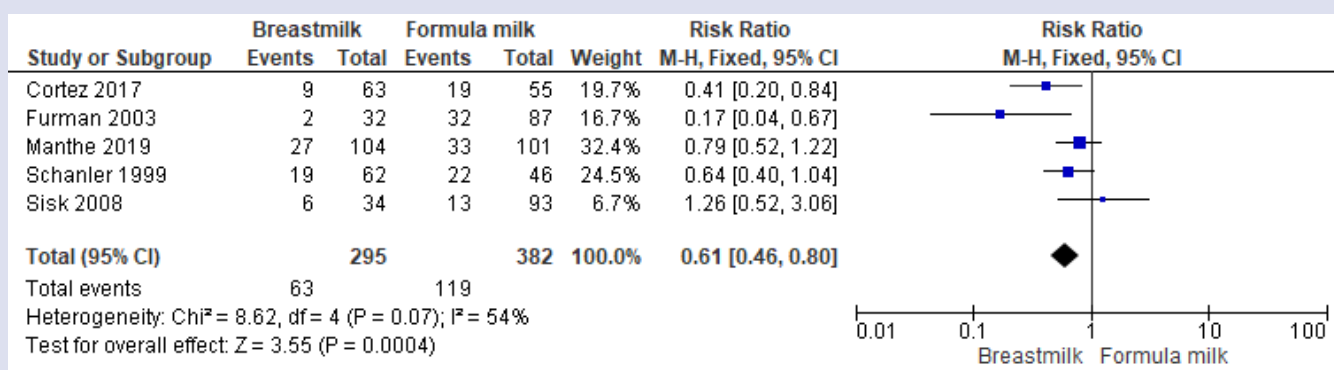 Breastmilk Formula milk Risk Ratio Risk Ratio
Study or Subgroup Events Total Events Total Weight M-H, Fixed, 95% CI M-H, Fixed, 95% CI
Cortez 2017 9 63 19 55 19.7% 0.41 [0.20, 0.84]
Furman 2003 2 32 32 87 16.7% 0.17 [0.04, 0.67]
Manthe 2019 27 104 33 101 32.4% 0.79 [0.52, 1.22]
Schanler 1999 19 62 22 46 24.5% 0.64 [0.40, 1.04]
Sisk 2008 6 34 13 93 6.7% 1.26 [0.52, 3.06]
Total (95% CI) 295 382 100.0% 0.61 [0.46, 0.80]
Total events 63 119
Heterogeneity: Chi² = 8.62, df = 4 (P = 0.07); I² = 54%
Test for overall effect: Z = 3.55 (P = 0.0004)
0.01 0.1 1 10 100
Breastmilk Formula milk